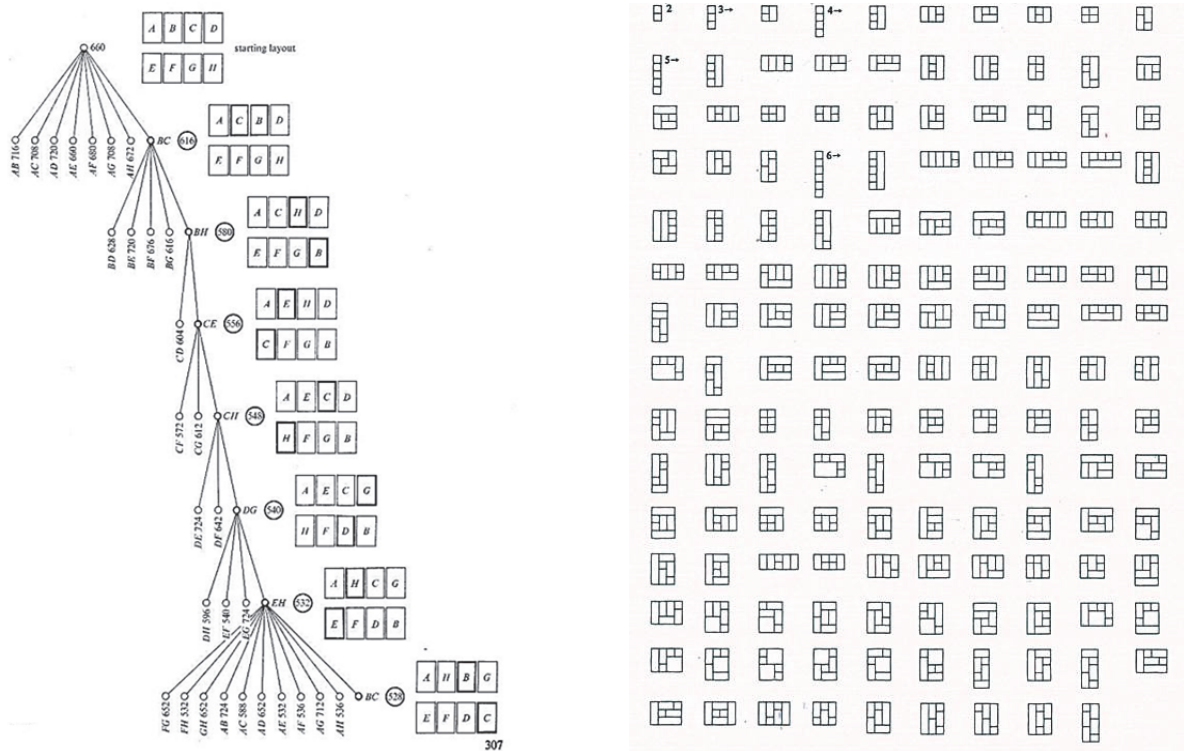 A B C D
660
starting layout
E F G H
A C B D
AB 716
AC 708
AD 720
AE 660
AF 680
AG 708
AH 672
BC 616
E F G H
A C H D
BD 628
BE 720
BF 676
BG 616
BH 580
E F G B
A E H D
CD 604
CE 556
C F G B
A E C D
CF 572
CG 612
CH 548
H F G B
A E C G
DE 724
DF 642
DG 540
H F D B
A H C G
DH 596
EF 540
EG 724
EH 532
E F D B
A H B G
FG 652
FH 532
GH 652
AB 724
AC 588
AD 652
AE 532
AF 536
AG 712
AH 536
BC 528
E F D C
307
2 3→ 4→
5→
6→